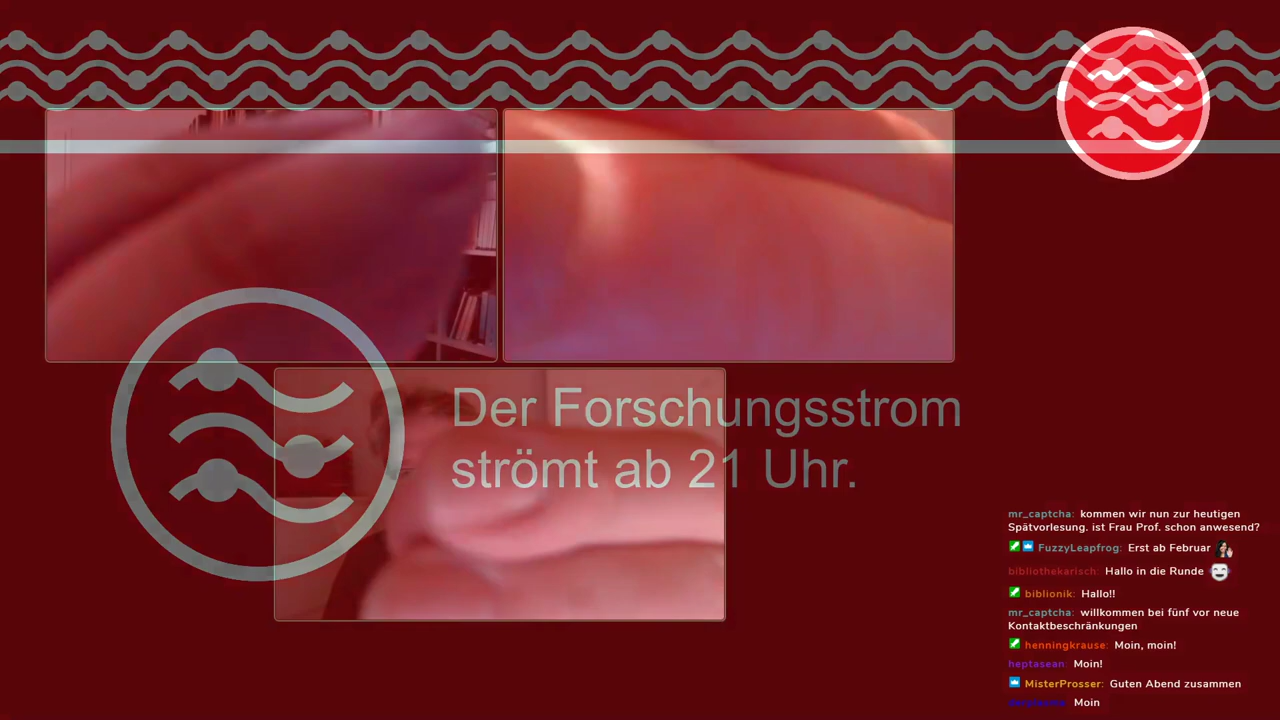 Der Forschungsstrom
strömt ab 21 Uhr.
mr_captcha: kommen wir nun zur heutigen
Spätvorlesung. ist Frau Prof. schon anwesend?
FuzzyLeapfrog: Erst ab Februar
bibliothekarisch: Hallo in die Runde
biblionik: Hallo!!
mr_captcha: willkommen bei fünf vor neue
Kontaktbeschränkungen
henningkrause: Moin, moin!
heptasean: Moin!
MisterProsser: Guten Abend zusammen
Moin